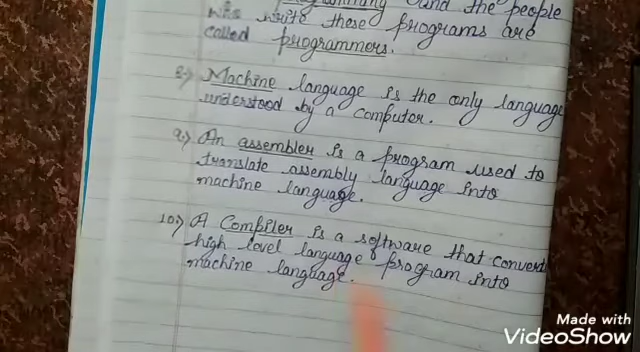 and the people
write these programs are
called programmers.
8.) Machine language is the only language
understood by a computer.
9.) An assembler is a program used to
translate assembly language into
machine language.
10.) A Compiler is a software that convert
high level language program into
machine language.
Made with
VideoShow